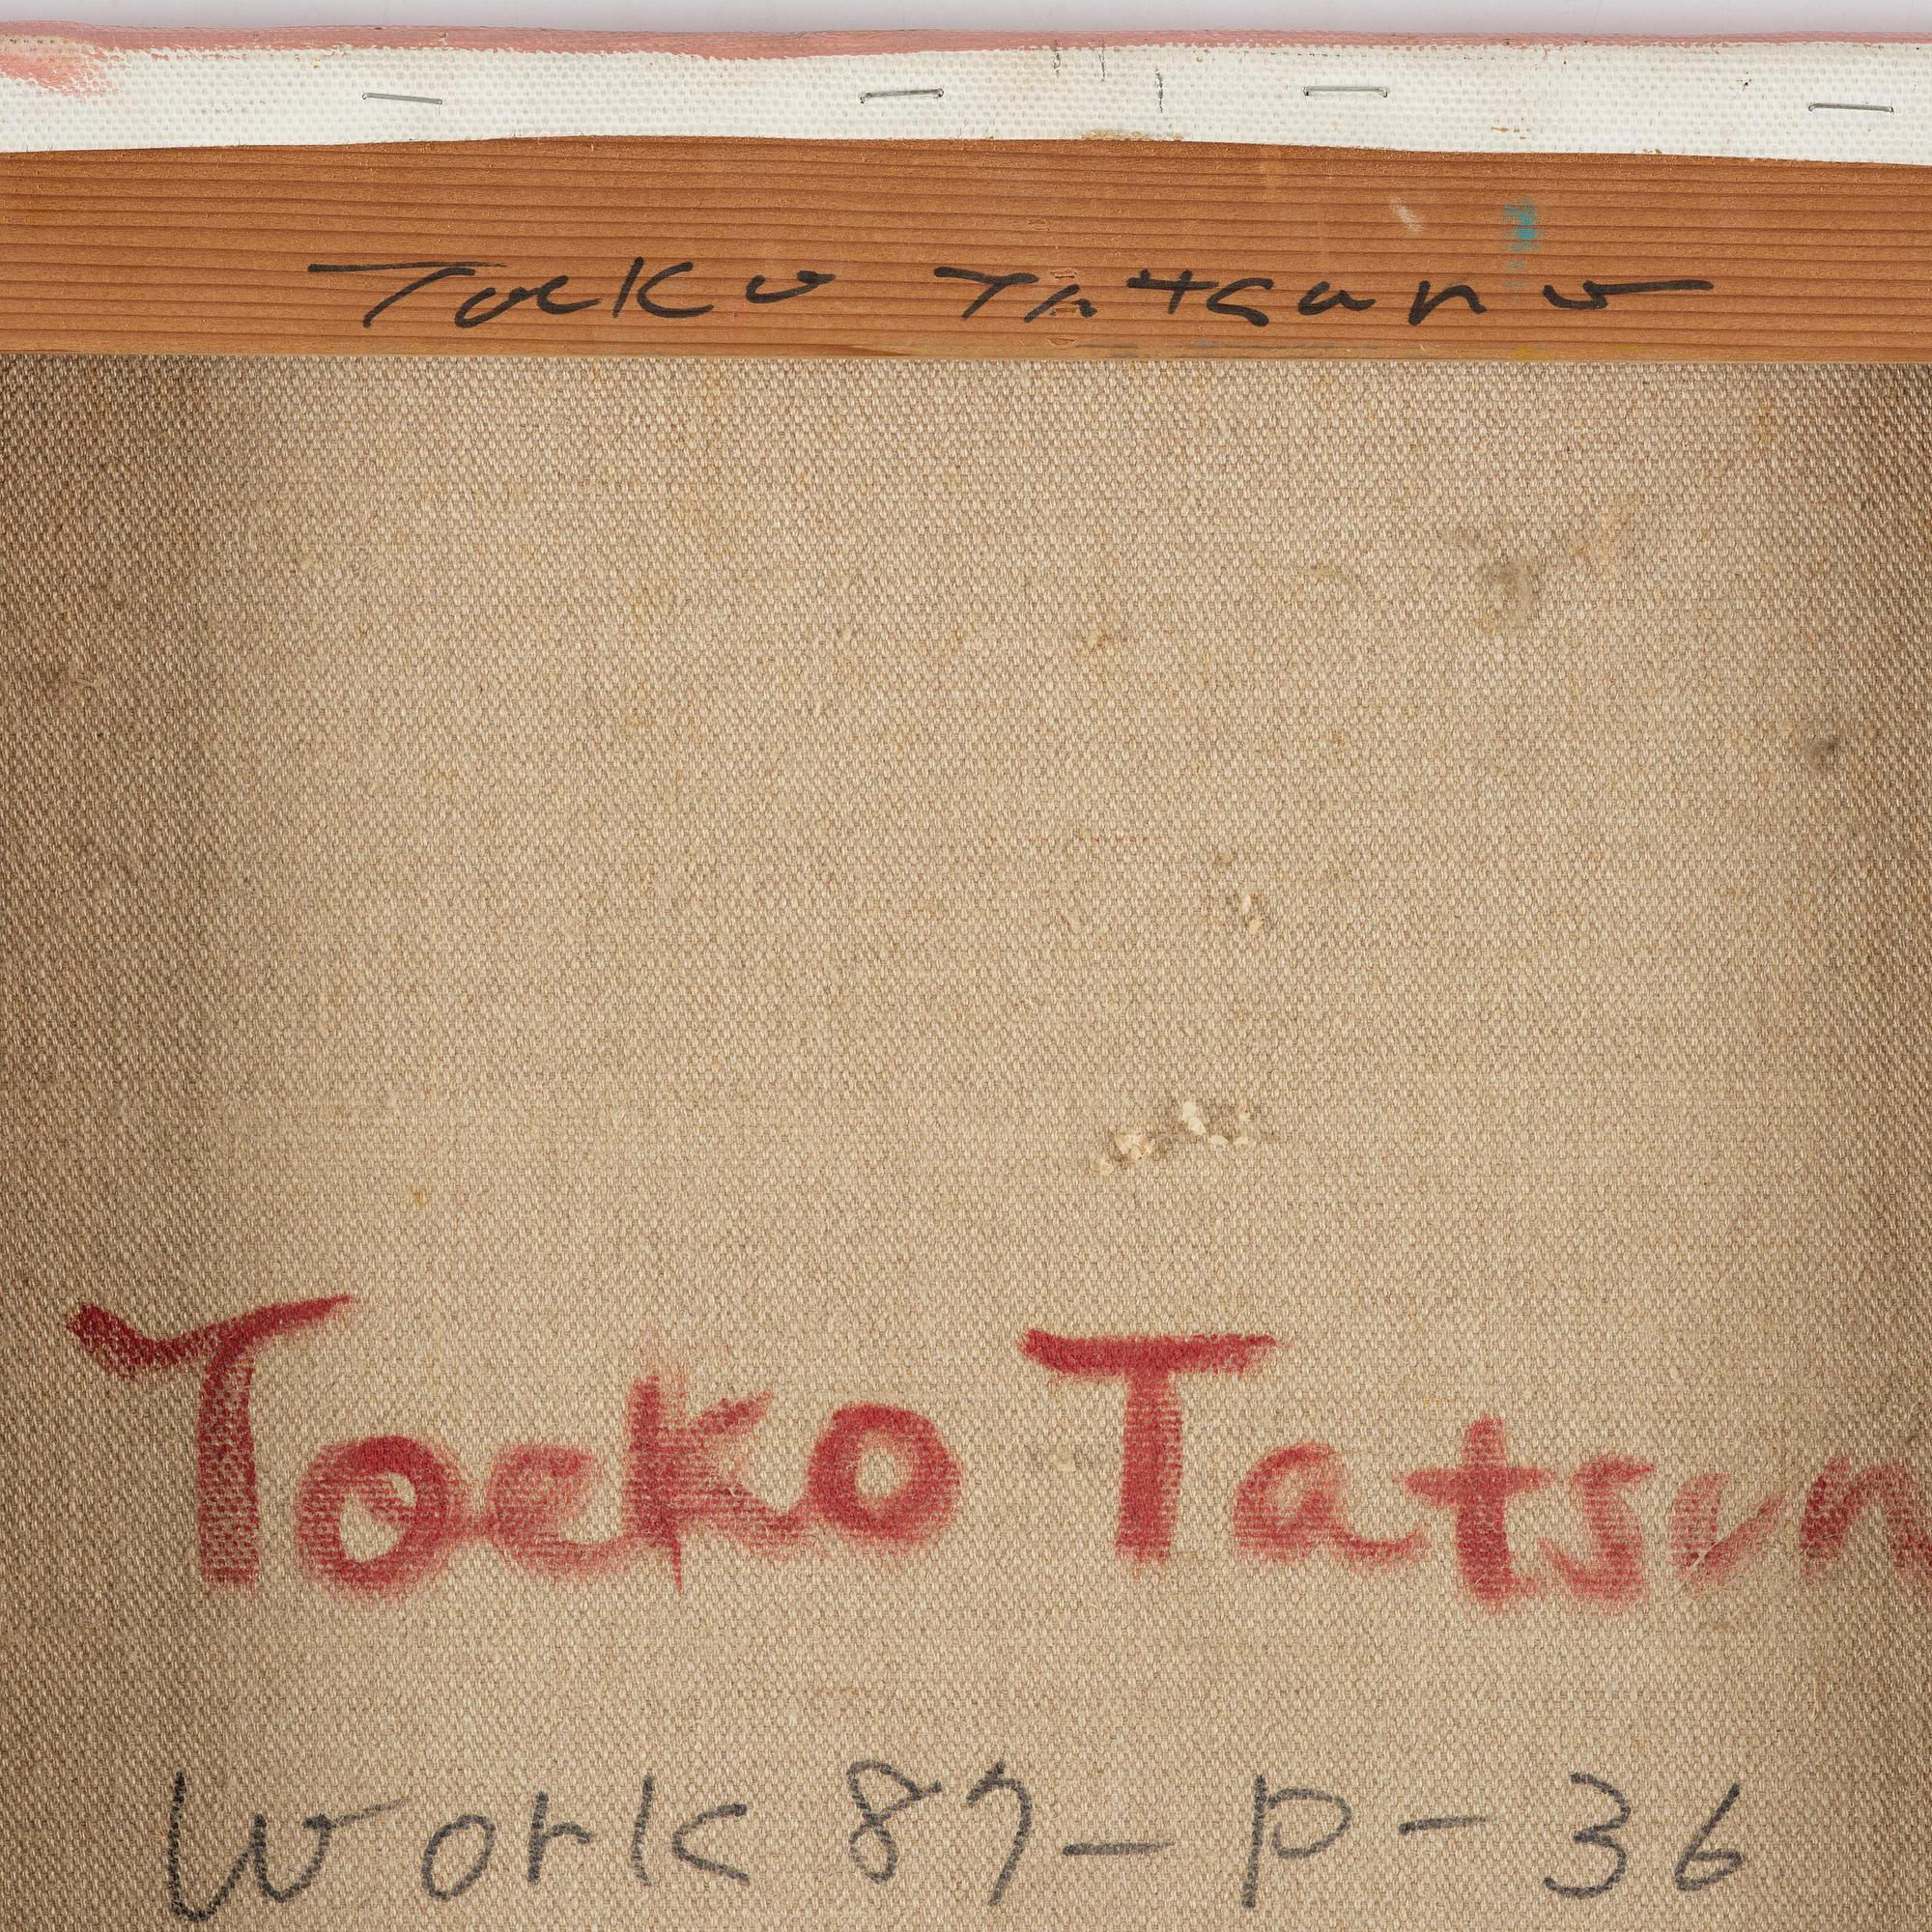 Toeko Tatsuno
Toeko Tatsun
Work 87-P-36